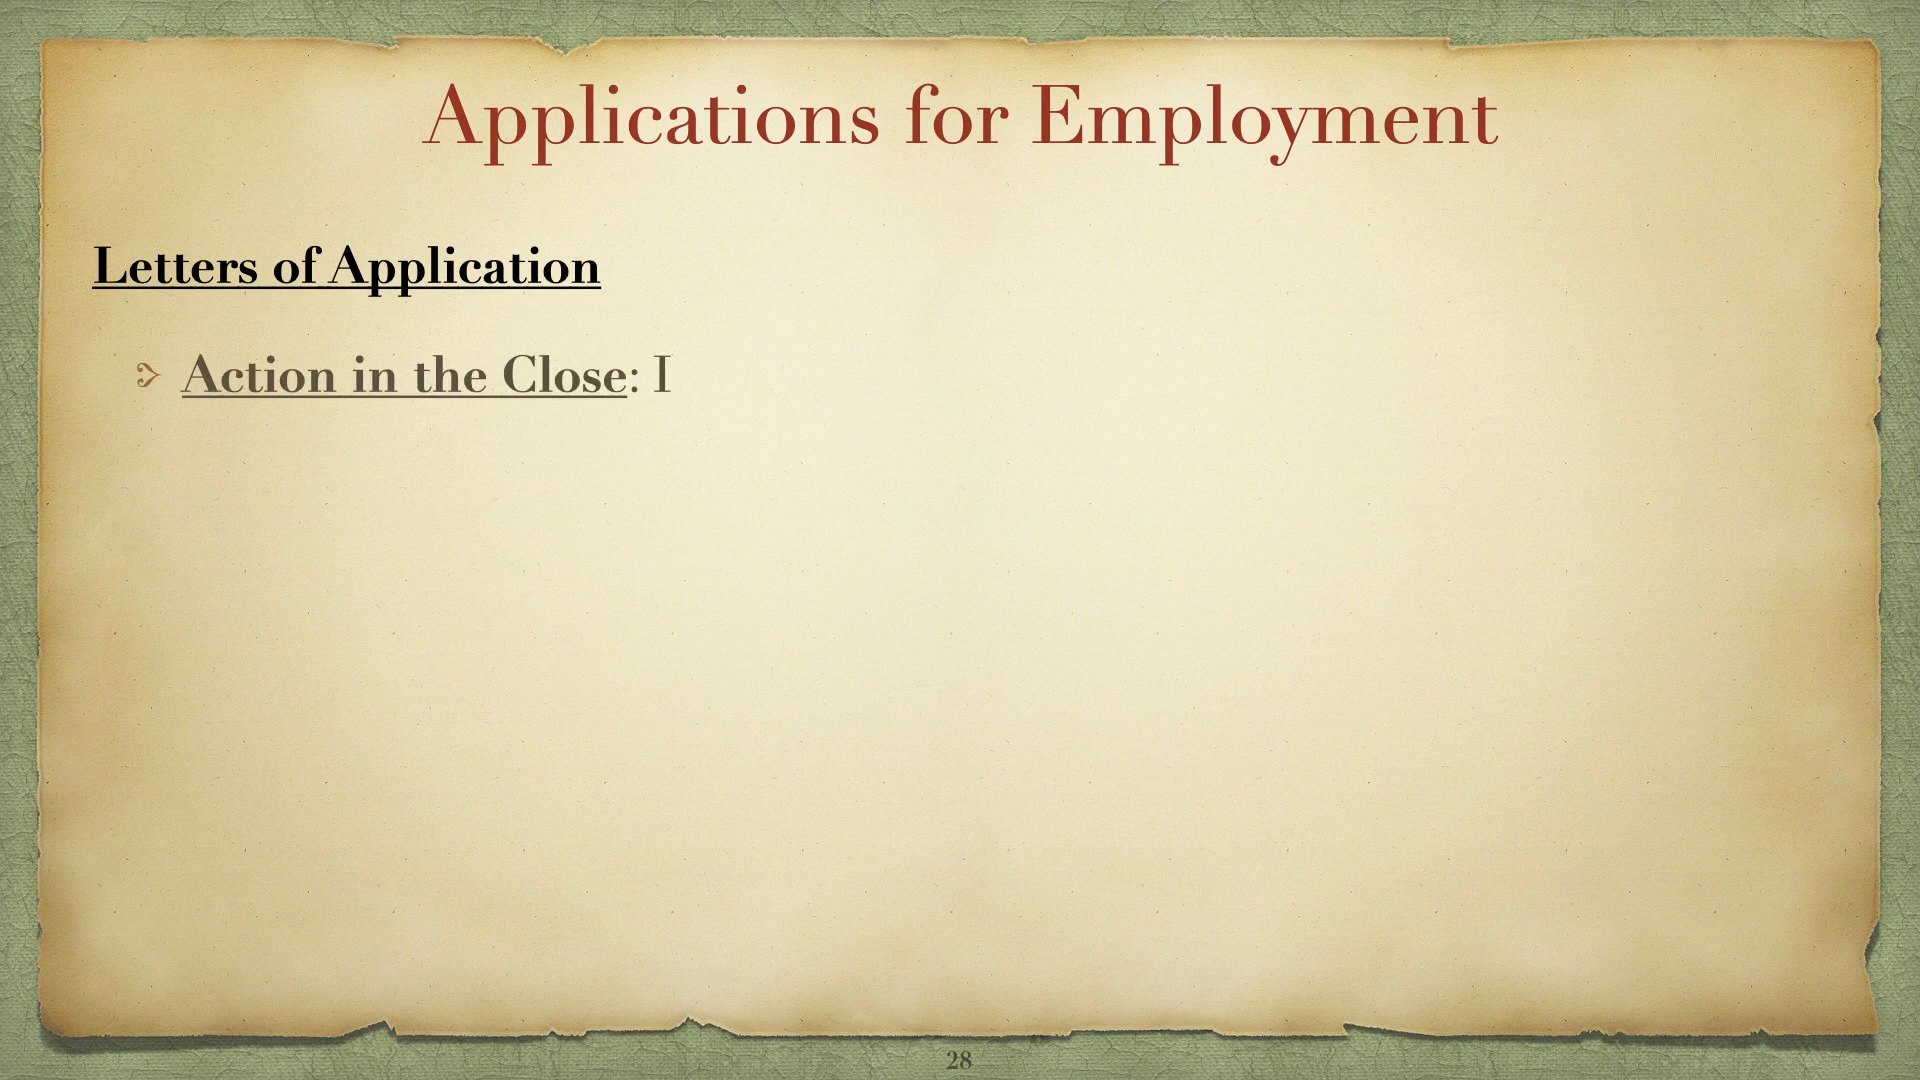 Applications for Employment
Letters of Application
Action in the Close: I
28